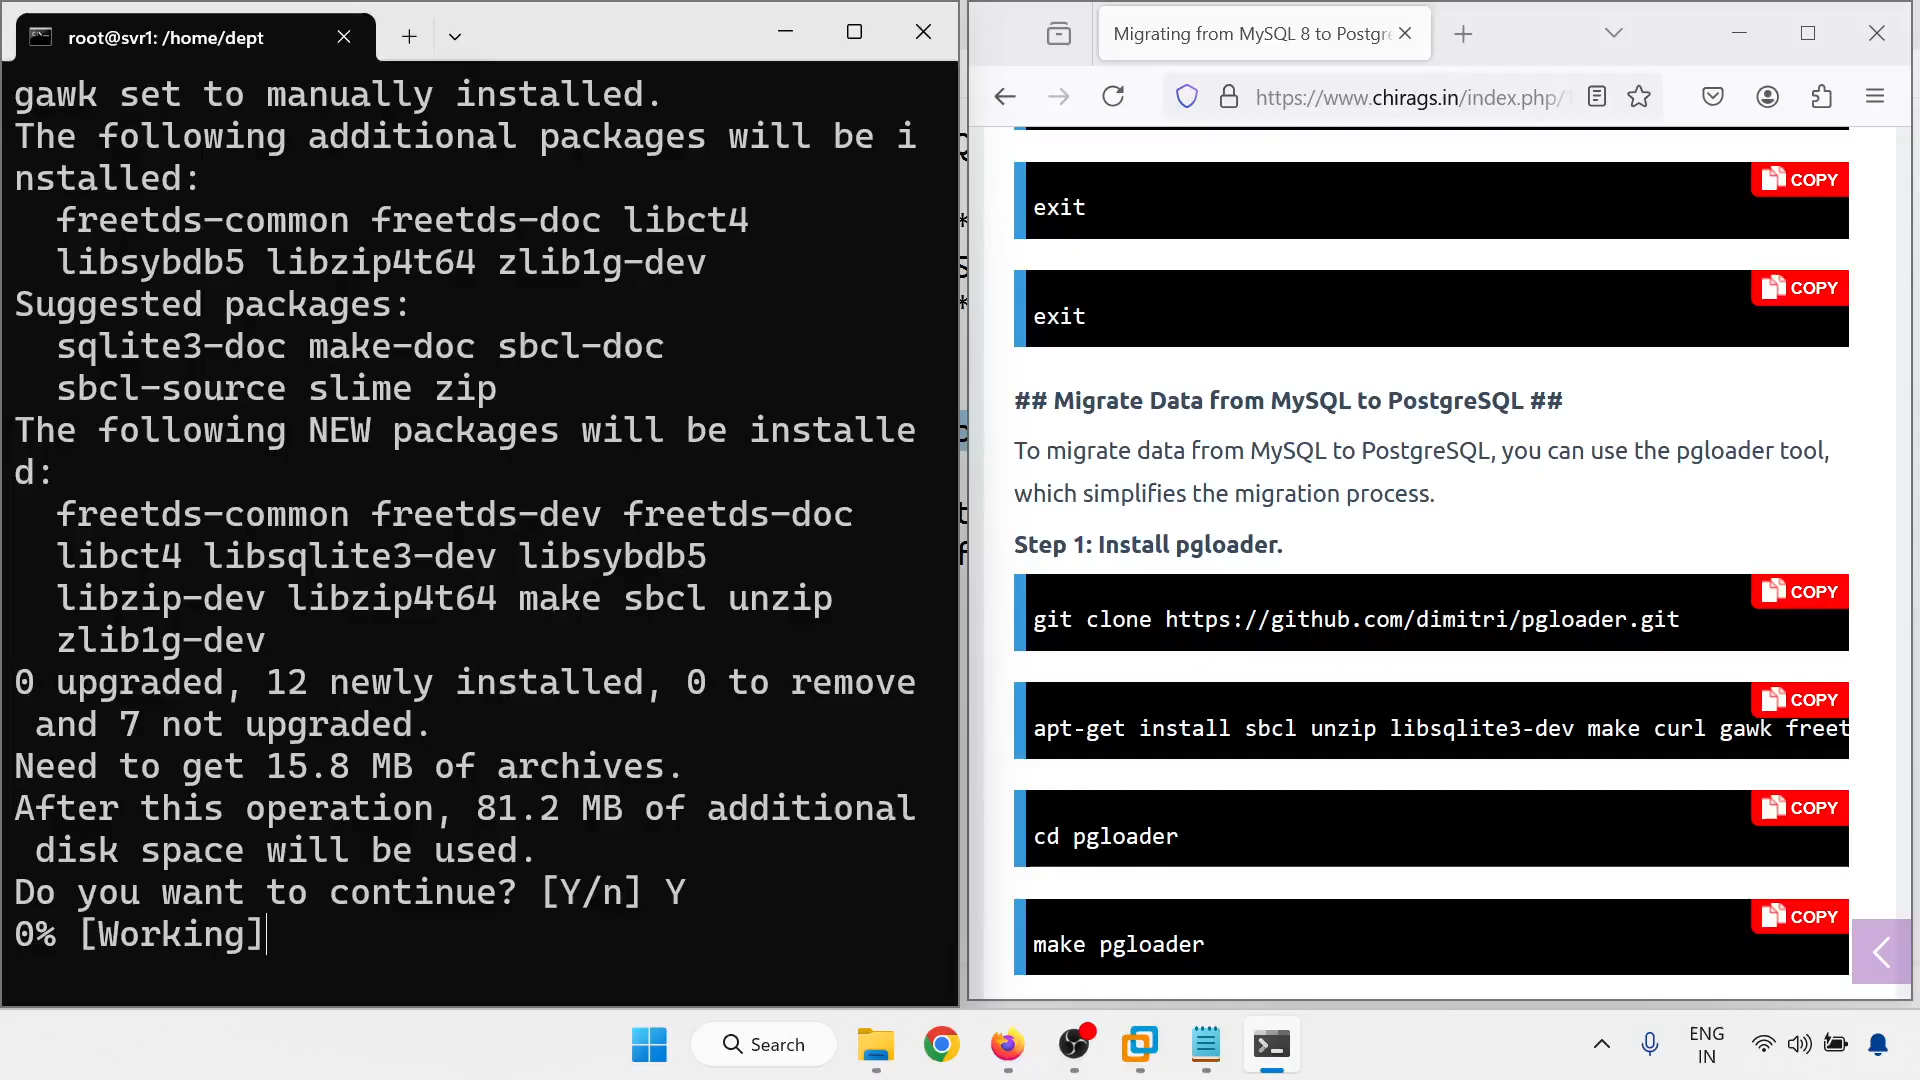 root@svr1: /home/dept
gawk set to manually installed.
The following additional packages will be i
nstalled:
freetds-common freetds-doc libct4
libsybdb5 libzip4t64 zlib1g-dev
Suggested packages:
sqlite3-doc make-doc sbcl-doc
sbcl-source slime zip
The following NEW packages will be installe
d:
freetds-common freetds-dev freetds-doc
libct4 libsqlite3-dev libsybdb5
libzip-dev libzip4t64 make sbcl unzip
zlib1g-dev
0 upgraded, 12 newly installed, 0 to remove
and 7 not upgraded.
Need to get 15.8 MB of archives.
After this operation, 81.2 MB of additional
disk space will be used.
Do you want to continue? [Y/n] Y
0% [Working]
Migrating from MySQL 8 to Postgre
https://www.chirags.in/index.php/
COPY
exit
COPY
exit
## Migrate Data from MySQL to PostgreSQL ##
To migrate data from MySQL to PostgreSQL, you can use the pgloader tool,
which simplifies the migration process.
Step 1: Install pgloader.
COPY
git clone https://github.com/dimitri/pgloader.git
COPY
apt-get install sbcl unzip libsqlite3-dev make curl gawk freet
COPY
cd pgloader
COPY
make pgloader
Search
ENG
IN